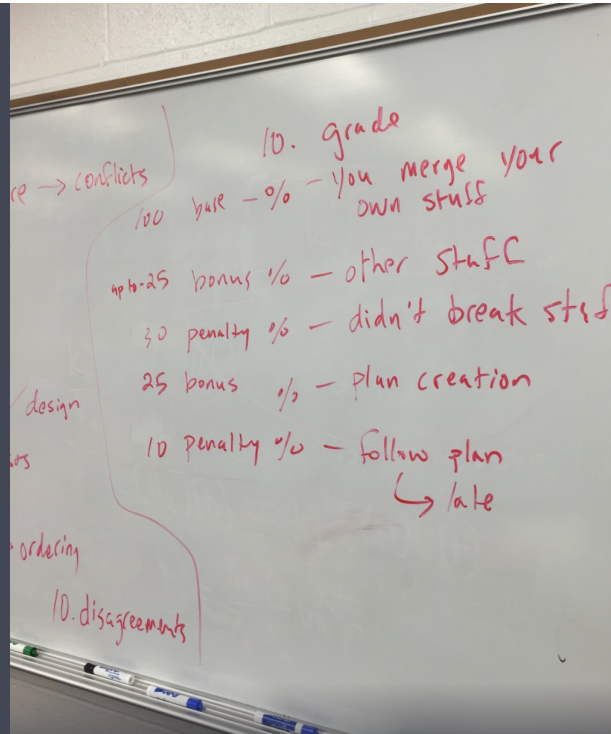 → conflicts
design
ordering
10. disagreements
10. grade
100 base - % - You merge your
own stuff
up to -25 bonus % - other stuff
30 penalty % - didn't break stuf
25 bonus % - plan creation
10 penalty % - follow plan
↳ late